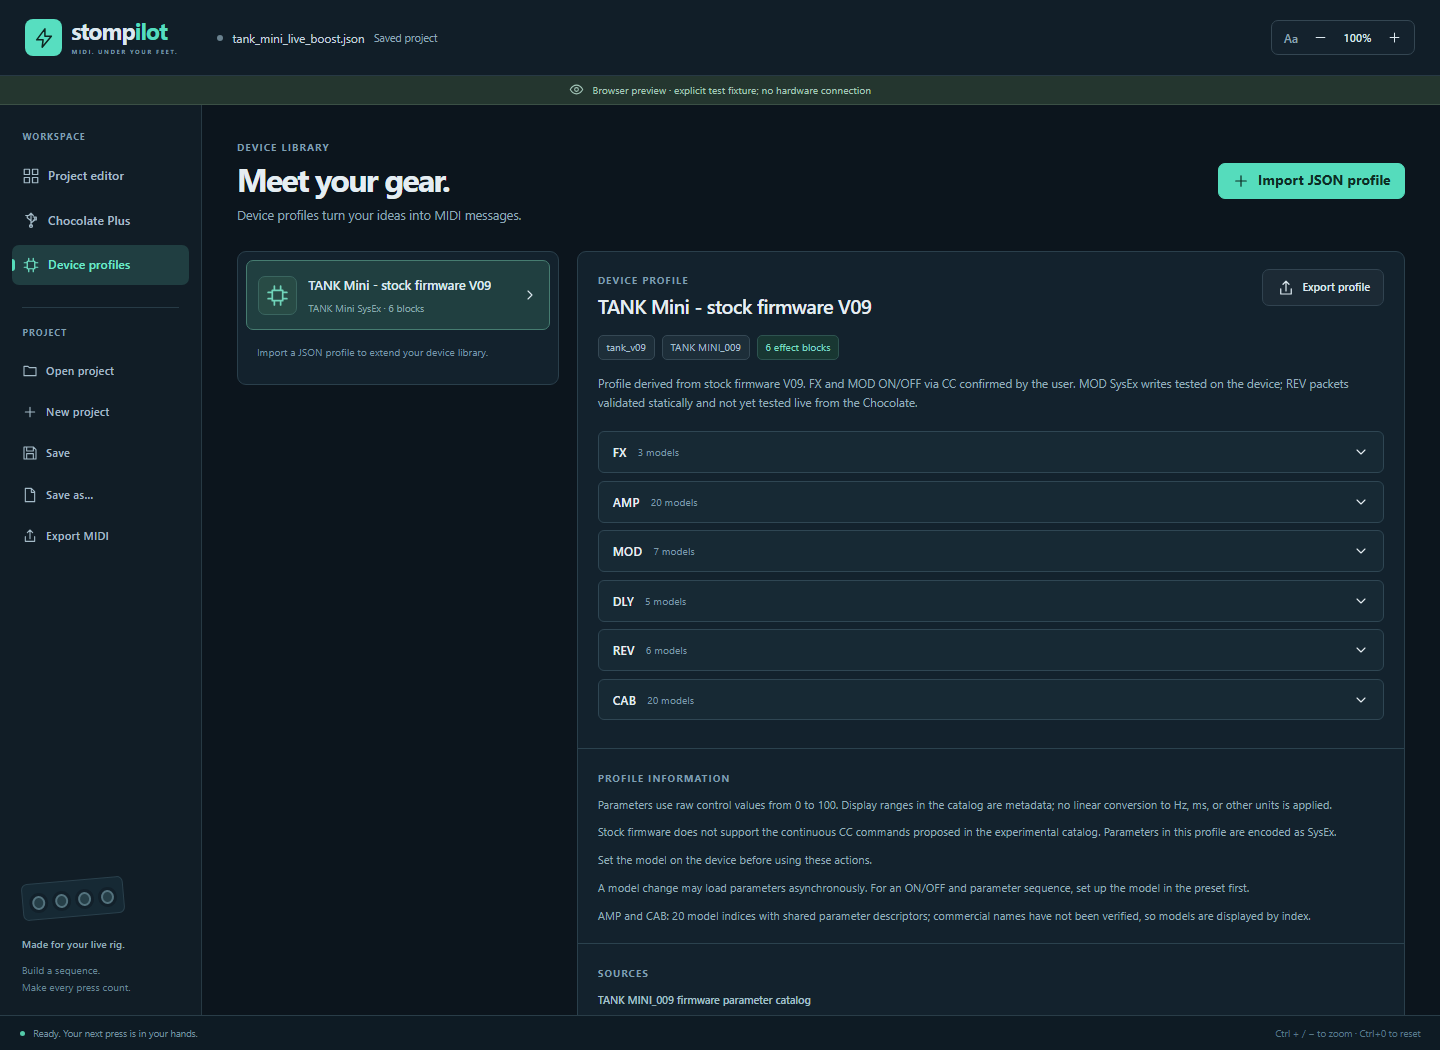 stompilot
MIDI. UNDER YOUR FEET.
tank_mini_live_boost.json Saved project
Aa − 100% +
Browser preview · explicit test fixture; no hardware connection
WORKSPACE
Project editor
Chocolate Plus
Device profiles
PROJECT
Open project
New project
Save
Save as...
Export MIDI
Made for your live rig.
Build a sequence.
Make every press count.
DEVICE LIBRARY
Meet your gear.
Device profiles turn your ideas into MIDI messages.
+ Import JSON profile
TANK Mini - stock firmware V09
TANK Mini SysEx · 6 blocks
Import a JSON profile to extend your device library.
DEVICE PROFILE
TANK Mini - stock firmware V09
Export profile
tank_v09 TANK MINI_009 6 effect blocks
Profile derived from stock firmware V09. FX and MOD ON/OFF via CC confirmed by the user. MOD SysEx writes tested on the device; REV packets
validated statically and not yet tested live from the Chocolate.
FX 3 models
AMP 20 models
MOD 7 models
DLY 5 models
REV 6 models
CAB 20 models
PROFILE INFORMATION
Parameters use raw control values from 0 to 100. Display ranges in the catalog are metadata; no linear conversion to Hz, ms, or other units is applied.
Stock firmware does not support the continuous CC commands proposed in the experimental catalog. Parameters in this profile are encoded as SysEx.
Set the model on the device before using these actions.
A model change may load parameters asynchronously. For an ON/OFF and parameter sequence, set up the model in the preset first.
AMP and CAB: 20 model indices with shared parameter descriptors; commercial names have not been verified, so models are displayed by index.
SOURCES
TANK MINI_009 firmware parameter catalog
Ready. Your next press is in your hands.
Ctrl + / − to zoom · Ctrl+0 to reset